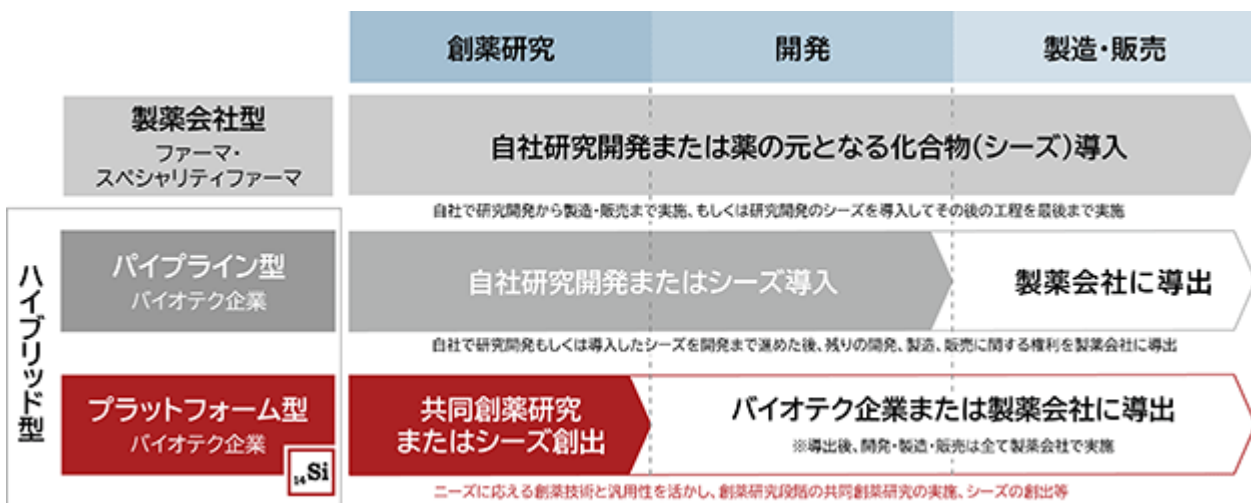 創薬研究
開発
製造・販売
製薬会社型
ファーマ・
スペシャリティファーマ
自社研究開発または薬の元となる化合物(シーズ)導入
自社で研究開発から製造・販売まで実施、もしくは研究開発のシーズを導入してその後の工程を最後まで実施
ハイブリッド型
パイプライン型
バイオテク企業
自社研究開発またはシーズ導入
製薬会社に導出
自社で研究開発もしくは導入したシーズを開発まで進めた後、残りの開発、製造、販売に関する権利を製薬会社に導出
プラットフォーム型
バイオテク企業
14Si
共同創薬研究
またはシーズ創出
バイオテク企業または製薬会社に導出
※導出後、開発・製造・販売は全て製薬会社で実施
ニーズに応える創薬技術と汎用性を活かし、創薬研究段階の共同創薬研究の実施、シーズの創出等